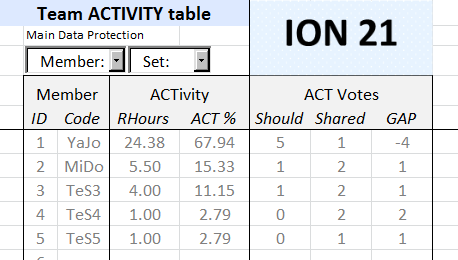 Team ACTIVITY table
ION 21
Main Data Protection
Member: Set:
Member ACTivity ACT Votes
ID Code RHours ACT % Should Shared GAP
1 YaJo 24.38 67.94 5 1 -4
2 MiDo 5.50 15.33 1 2 1
3 TeS3 4.00 11.15 1 2 1
4 TeS4 1.00 2.79 0 2 2
5 TeS5 1.00 2.79 0 1 1